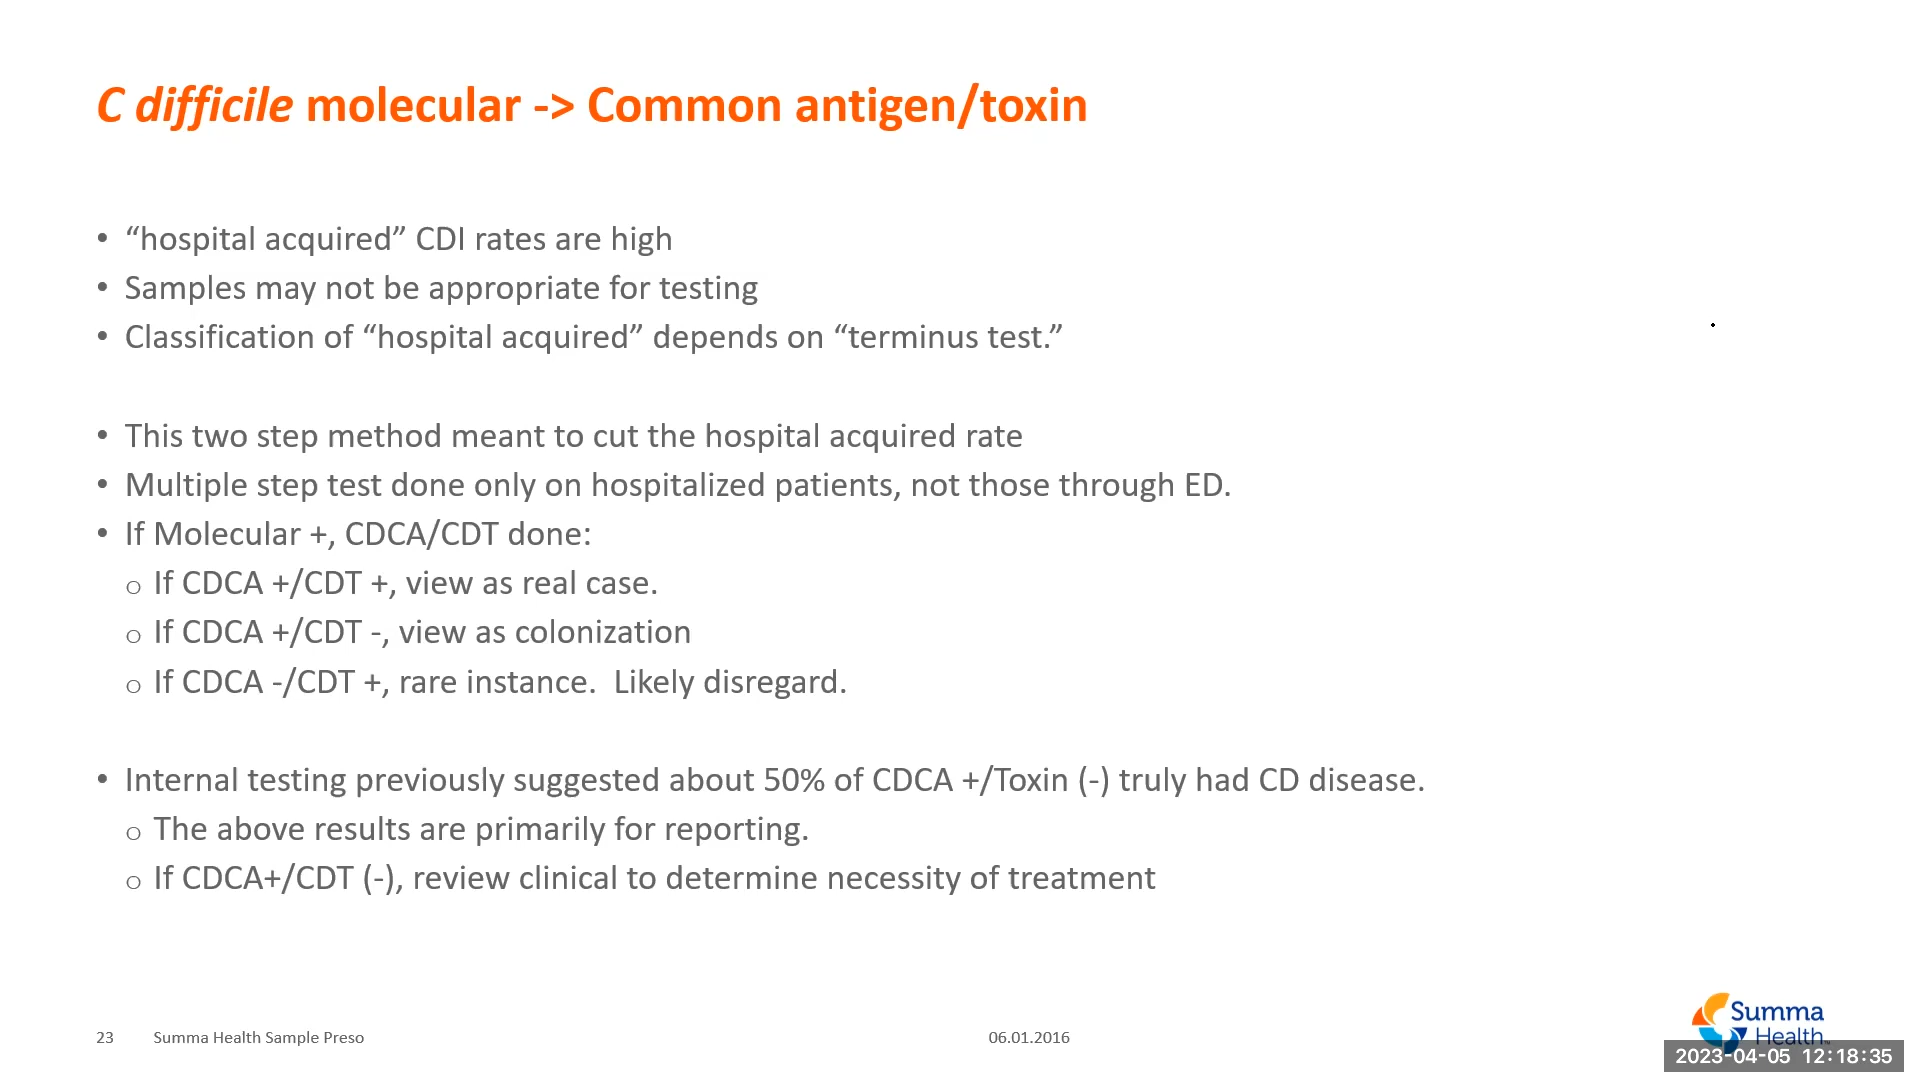 C difficile molecular -> Common antigen/toxin
• “hospital acquired” CDI rates are high
• Samples may not be appropriate for testing
• Classification of “hospital acquired” depends on “terminus test.”
• This two step method meant to cut the hospital acquired rate
• Multiple step test done only on hospitalized patients, not those through ED.
• If Molecular +, CDCA/CDT done:
o If CDCA +/CDT +, view as real case.
o If CDCA +/CDT -, view as colonization
o If CDCA -/CDT +, rare instance.  Likely disregard.
• Internal testing previously suggested about 50% of CDCA +/Toxin (-) truly had CD disease.
o The above results are primarily for reporting.
o If CDCA+/CDT (-), review clinical to determine necessity of treatment
23 Summa Health Sample Preso 06.01.2016
Summa
Health
2023-04-05 12:18:35